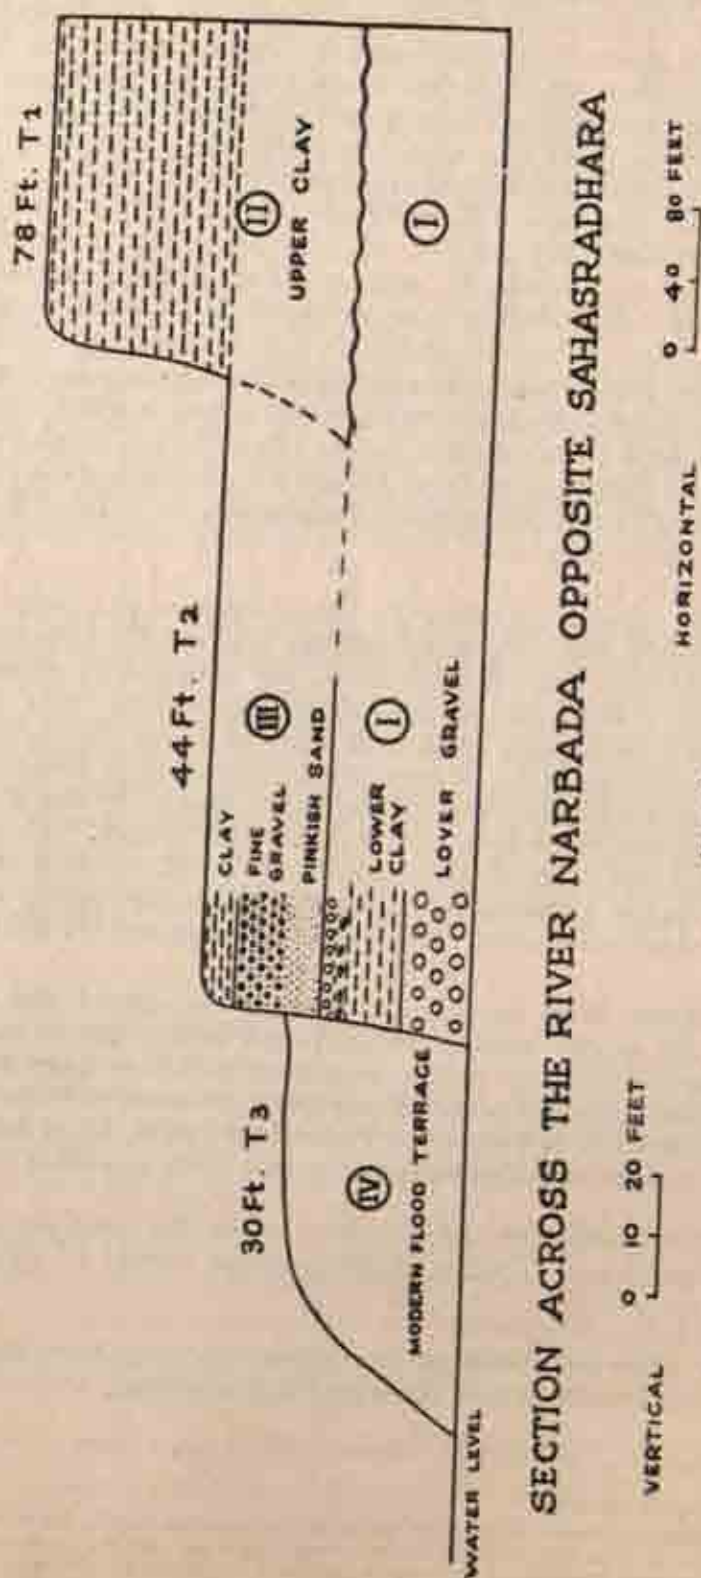 78 Ft. T1
44 Ft. T2
30 Ft. T3
II
UPPER CLAY
I
CLAY
FINE
GRAVEL
III
PINKISH SAND
LOWER
CLAY
I
LOVER GRAVEL
IV
MODERN FLOOD TERRACE
WATER LEVEL
SECTION ACROSS THE RIVER NARBADA OPPOSITE SAHASRADHARA
VERTICAL
0 10 20 FEET
HORIZONTAL
0 40 80 FEET